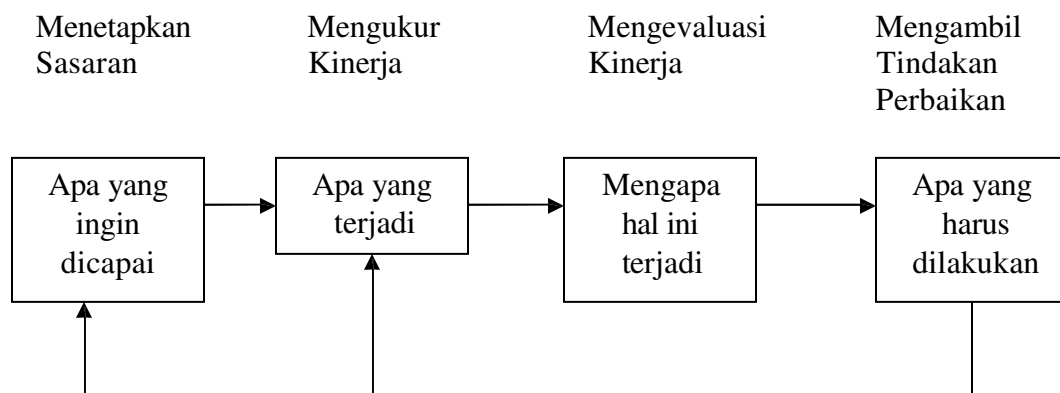 Menetapkan
Sasaran
Mengukur
Kinerja
Mengevaluasi
Kinerja
Mengambil
Tindakan
Perbaikan
Apa yang
ingin
dicapai
Apa yang
terjadi
Mengapa
hal ini
terjadi
Apa yang
harus
dilakukan